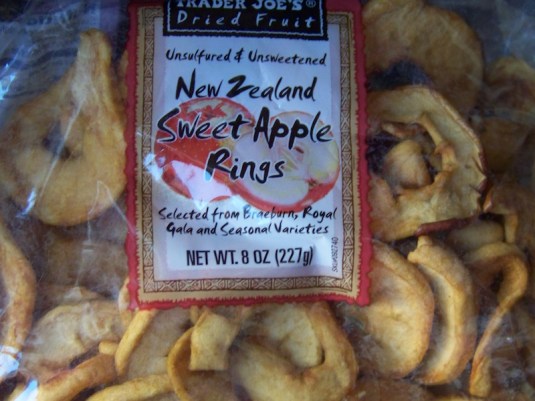 TRADER JOE'S®
Dried Fruit
Unsulfured & Unsweetened
New Zealand
Sweet Apple
Rings
Selected from Braeburn, Royal
Gala and Seasonal Varieties
NET WT. 8 OZ (227g)